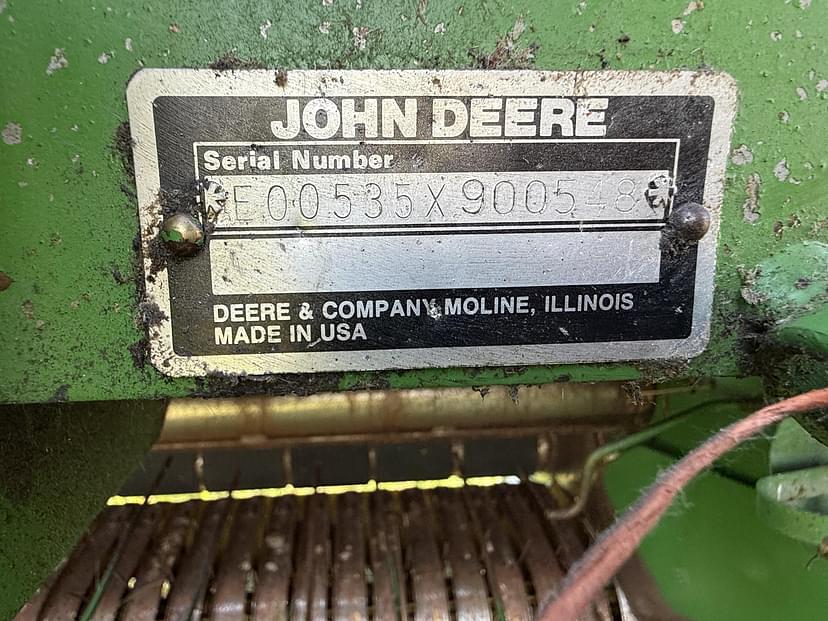 JOHN DEERE
Serial Number
E00535X900548
DEERE & COMPANY MOLINE, ILLINOIS
MADE IN USA